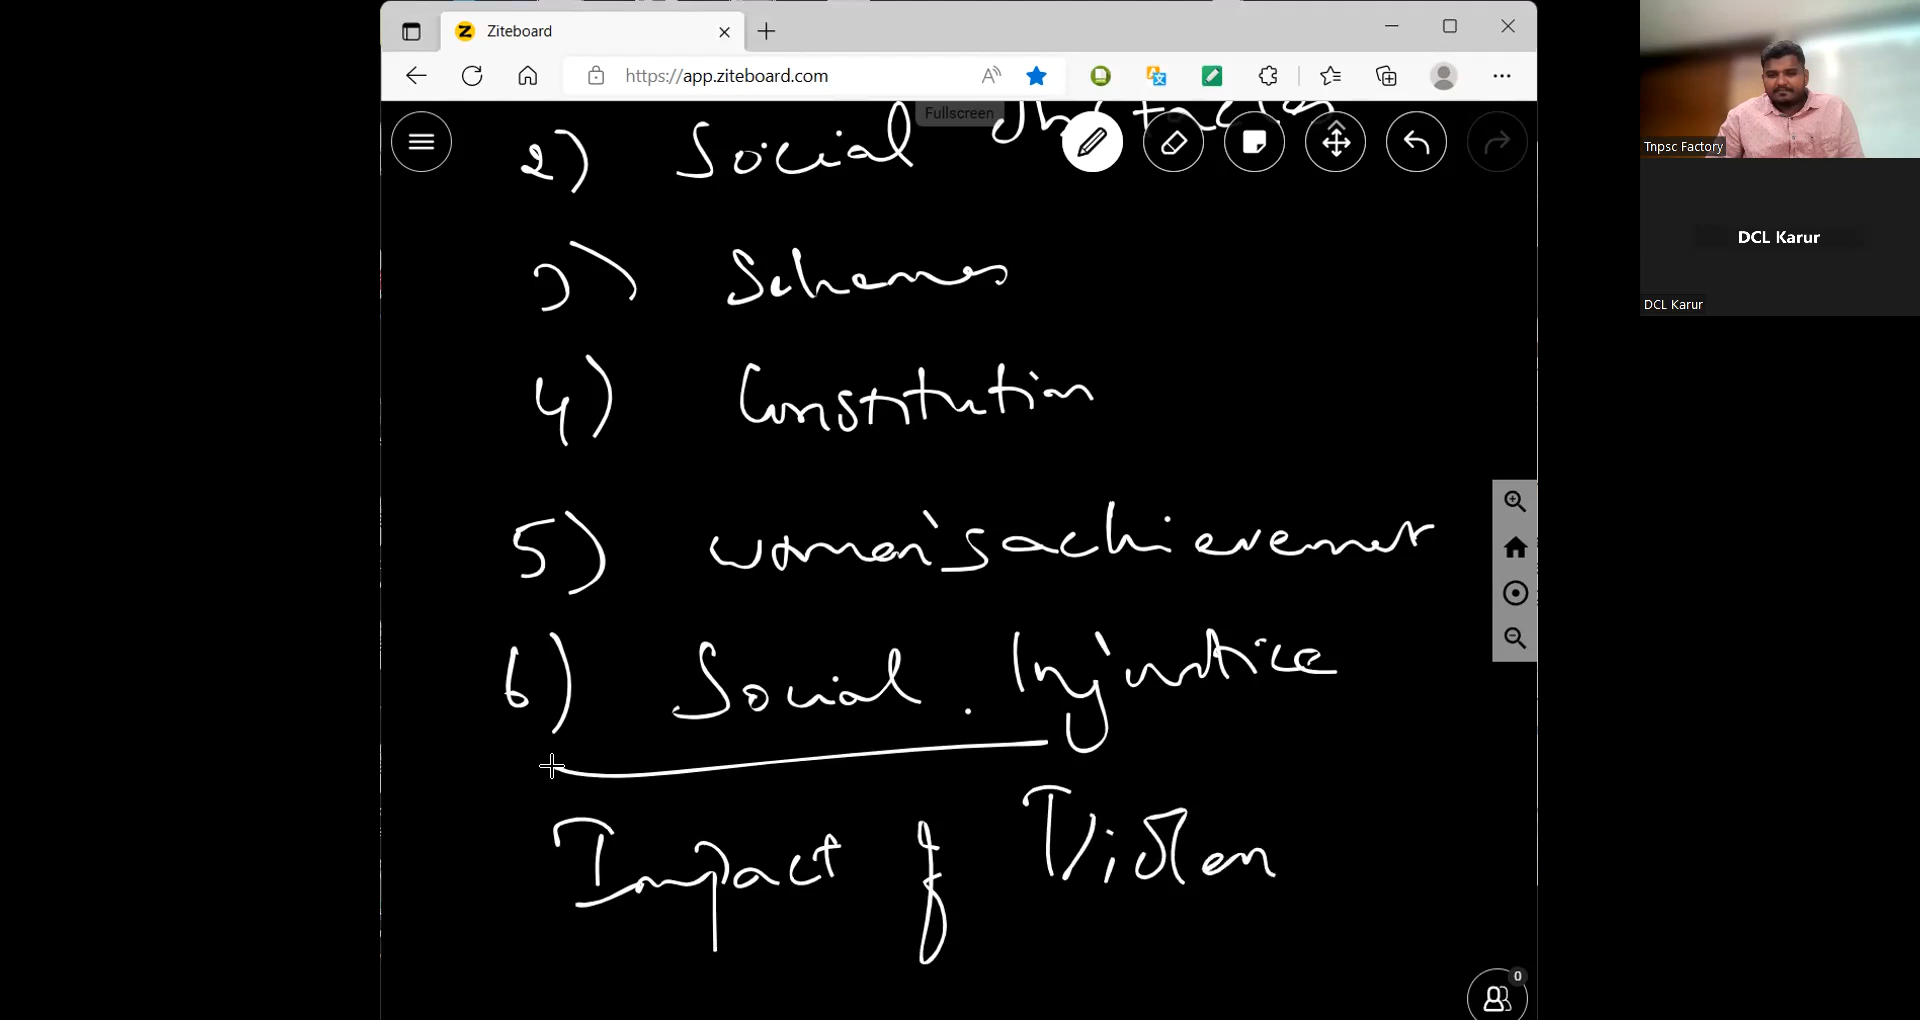 Ziteboard
https://app.ziteboard.com
Fullscreen
Tnpsc Factory
DCL Karur
DCL Karur
2) Social
3) Schemes
4) Constitution
5) women's achievement
6) Social. Injustice
Impact of Violen
0